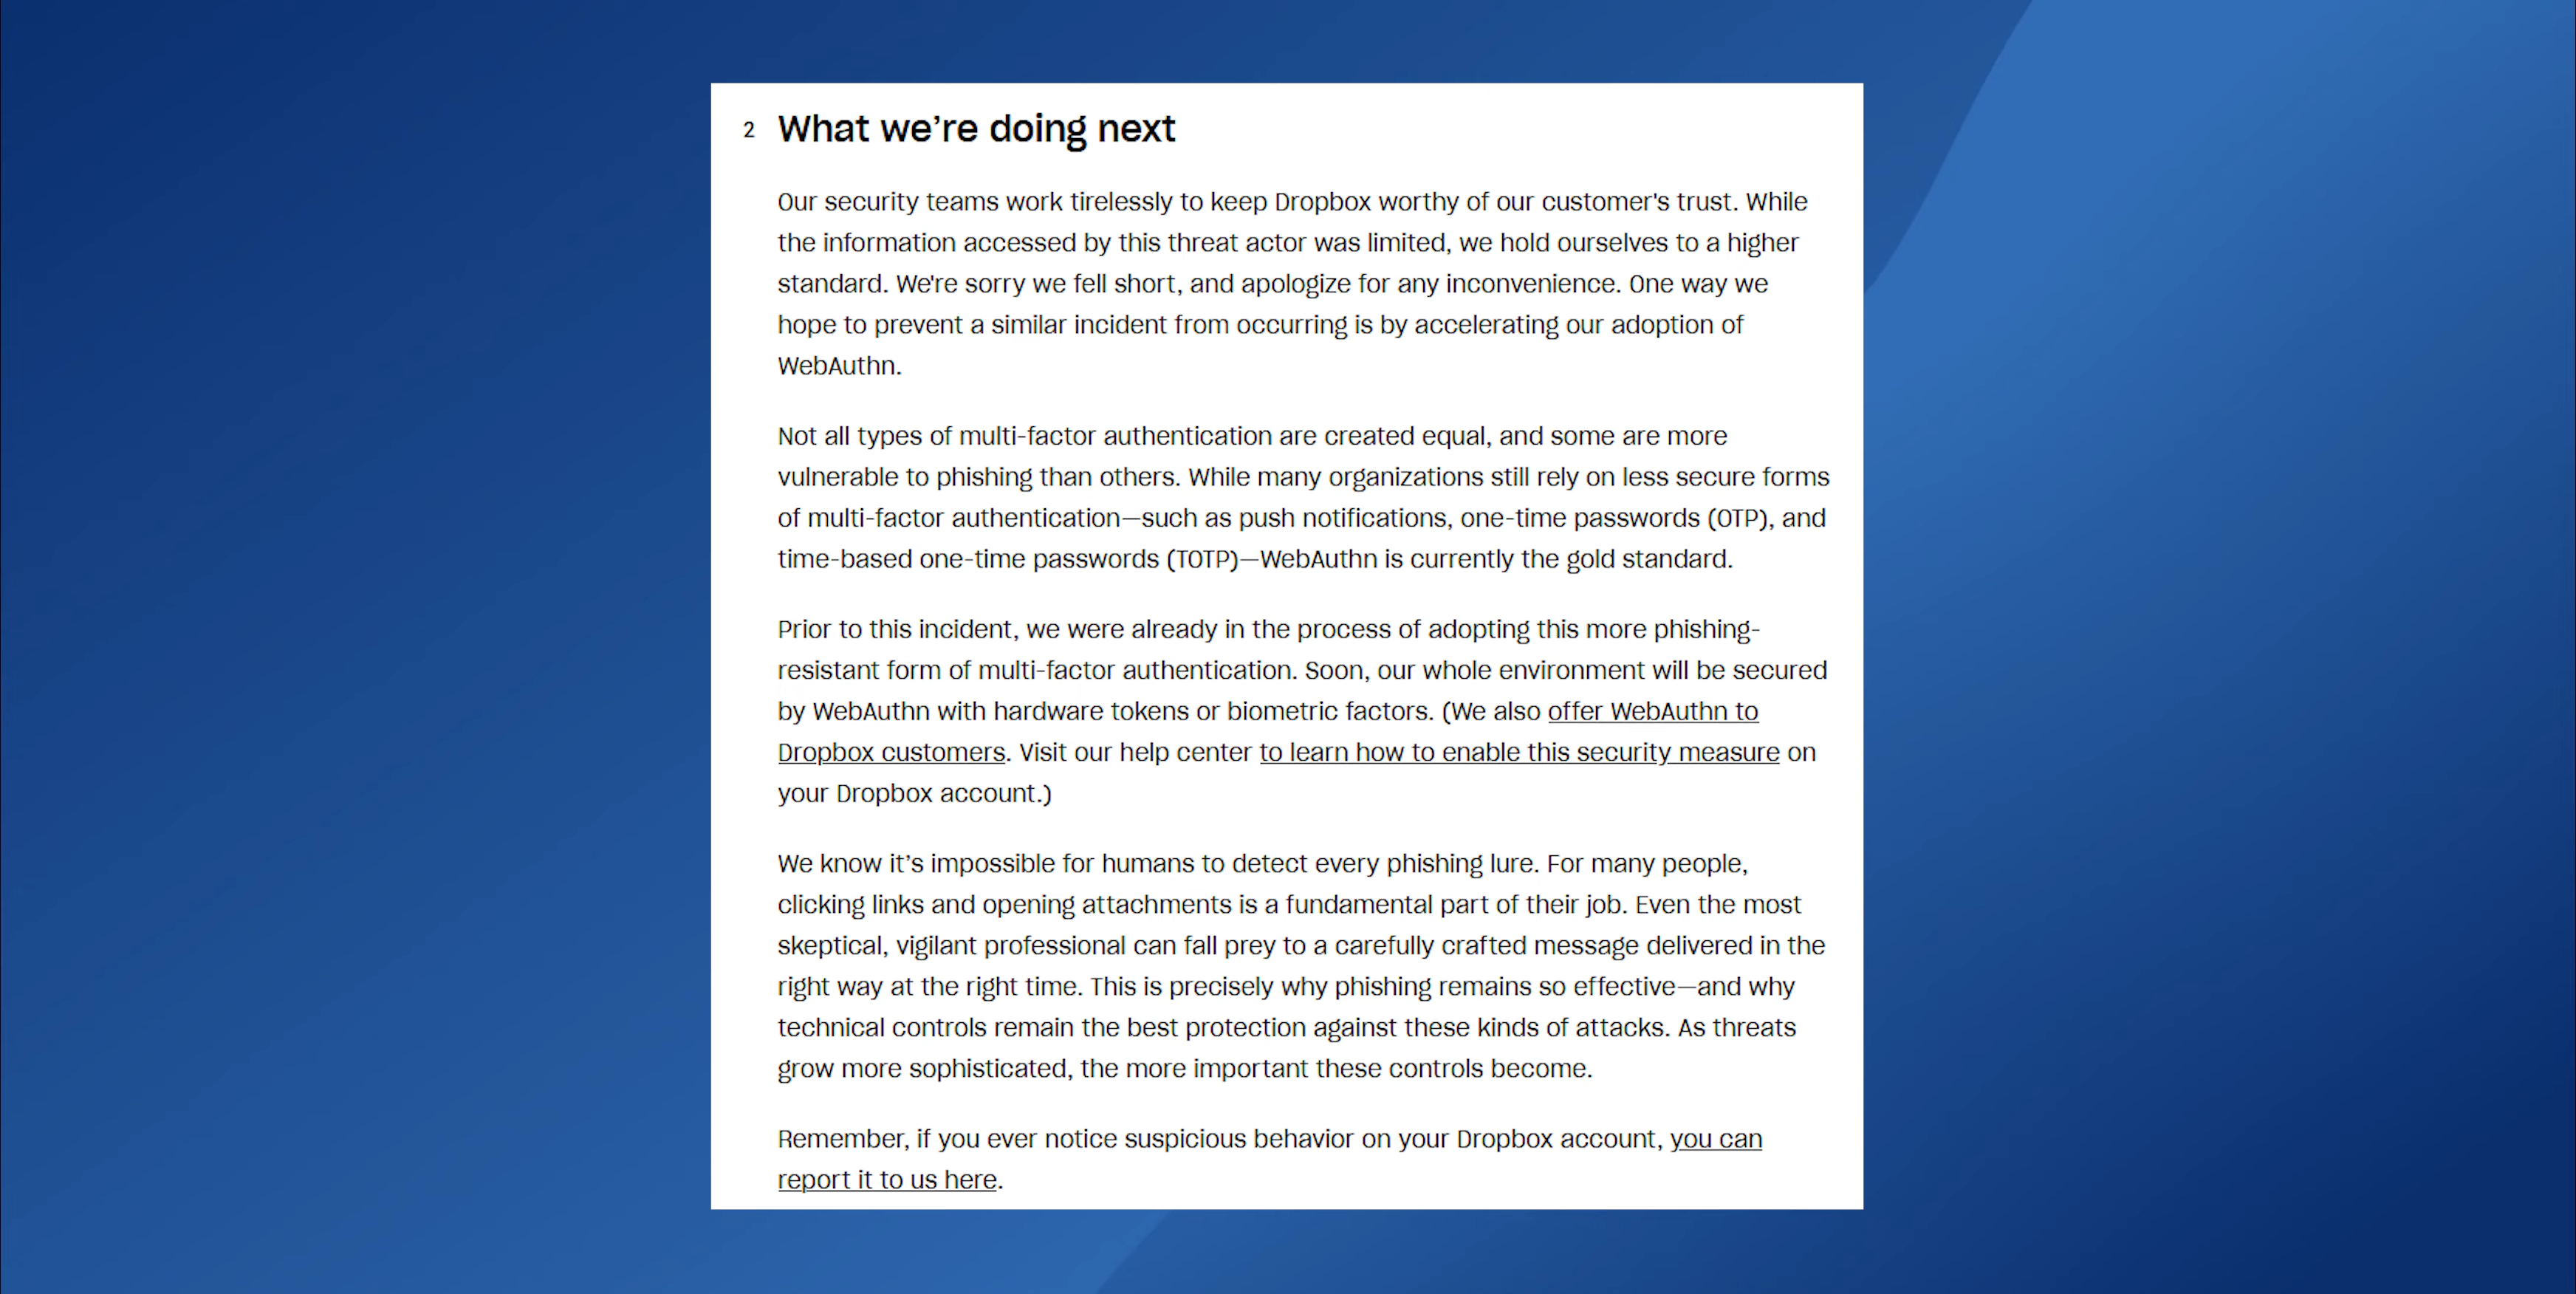 2 What we’re doing next
Our security teams work tirelessly to keep Dropbox worthy of our customer's trust. While
the information accessed by this threat actor was limited, we hold ourselves to a higher
standard. We're sorry we fell short, and apologize for any inconvenience. One way we
hope to prevent a similar incident from occurring is by accelerating our adoption of
WebAuthn.
Not all types of multi-factor authentication are created equal, and some are more
vulnerable to phishing than others. While many organizations still rely on less secure forms
of multi-factor authentication—such as push notifications, one-time passwords (OTP), and
time-based one-time passwords (TOTP)—WebAuthn is currently the gold standard.
Prior to this incident, we were already in the process of adopting this more phishing-
resistant form of multi-factor authentication. Soon, our whole environment will be secured
by WebAuthn with hardware tokens or biometric factors. (We also offer WebAuthn to
Dropbox customers. Visit our help center to learn how to enable this security measure on
your Dropbox account.)
We know it’s impossible for humans to detect every phishing lure. For many people,
clicking links and opening attachments is a fundamental part of their job. Even the most
skeptical, vigilant professional can fall prey to a carefully crafted message delivered in the
right way at the right time. This is precisely why phishing remains so effective—and why
technical controls remain the best protection against these kinds of attacks. As threats
grow more sophisticated, the more important these controls become.
Remember, if you ever notice suspicious behavior on your Dropbox account, you can
report it to us here.